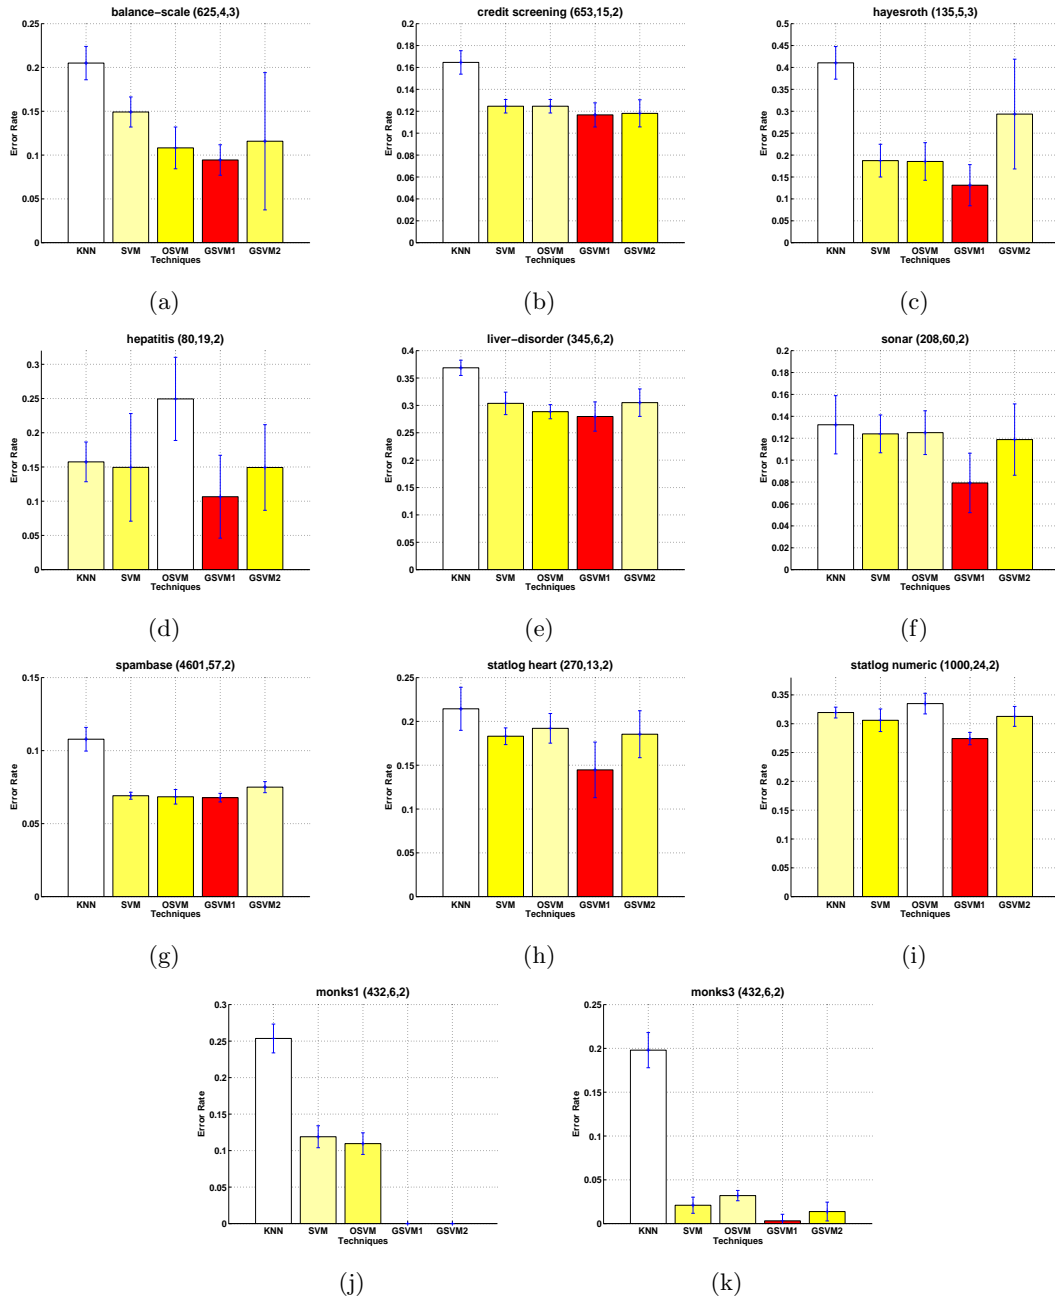 balance−scale (625,4,3)
0.25
0.2
0.15
0.1
0.05
0
Error Rate
KNN SVM OSVM GSVM1 GSVM2
Techniques
(a)
credit screening (653,15,2)
0.2
0.18
0.16
0.14
0.12
0.1
0.08
0.06
0.04
0.02
0
Error Rate
KNN SVM OSVM GSVM1 GSVM2
Techniques
(b)
hayesroth (135,5,3)
0.5
0.45
0.4
0.35
0.3
0.25
0.2
0.15
0.1
0.05
0
Error Rate
KNN SVM OSVM GSVM1 GSVM2
Techniques
(c)
hepatitis (80,19,2)
0.3
0.25
0.2
0.15
0.1
0.05
0
Error Rate
KNN SVM OSVM GSVM1 GSVM2
Techniques
(d)
liver−disorder (345,6,2)
0.4
0.35
0.3
0.25
0.2
0.15
0.1
0.05
0
Error Rate
KNN SVM OSVM GSVM1 GSVM2
Techniques
(e)
sonar (208,60,2)
0.2
0.18
0.16
0.14
0.12
0.1
0.08
0.06
0.04
0.02
0
Error Rate
KNN SVM OSVM GSVM1 GSVM2
Techniques
(f)
spambase (4601,57,2)
0.15
0.1
0.05
0
Error Rate
KNN SVM OSVM GSVM1 GSVM2
Techniques
(g)
statlog heart (270,13,2)
0.25
0.2
0.15
0.1
0.05
0
Error Rate
KNN SVM OSVM GSVM1 GSVM2
Techniques
(h)
statlog numeric (1000,24,2)
0.35
0.3
0.25
0.2
0.15
0.1
0.05
0
Error Rate
KNN SVM OSVM GSVM1 GSVM2
Techniques
(i)
monks1 (432,6,2)
0.3
0.25
0.2
0.15
0.1
0.05
0
Error Rate
KNN SVM OSVM GSVM1 GSVM2
Techniques
(j)
monks3 (432,6,2)
0.25
0.2
0.15
0.1
0.05
0
Error Rate
KNN SVM OSVM GSVM1 GSVM2
Techniques
(k)